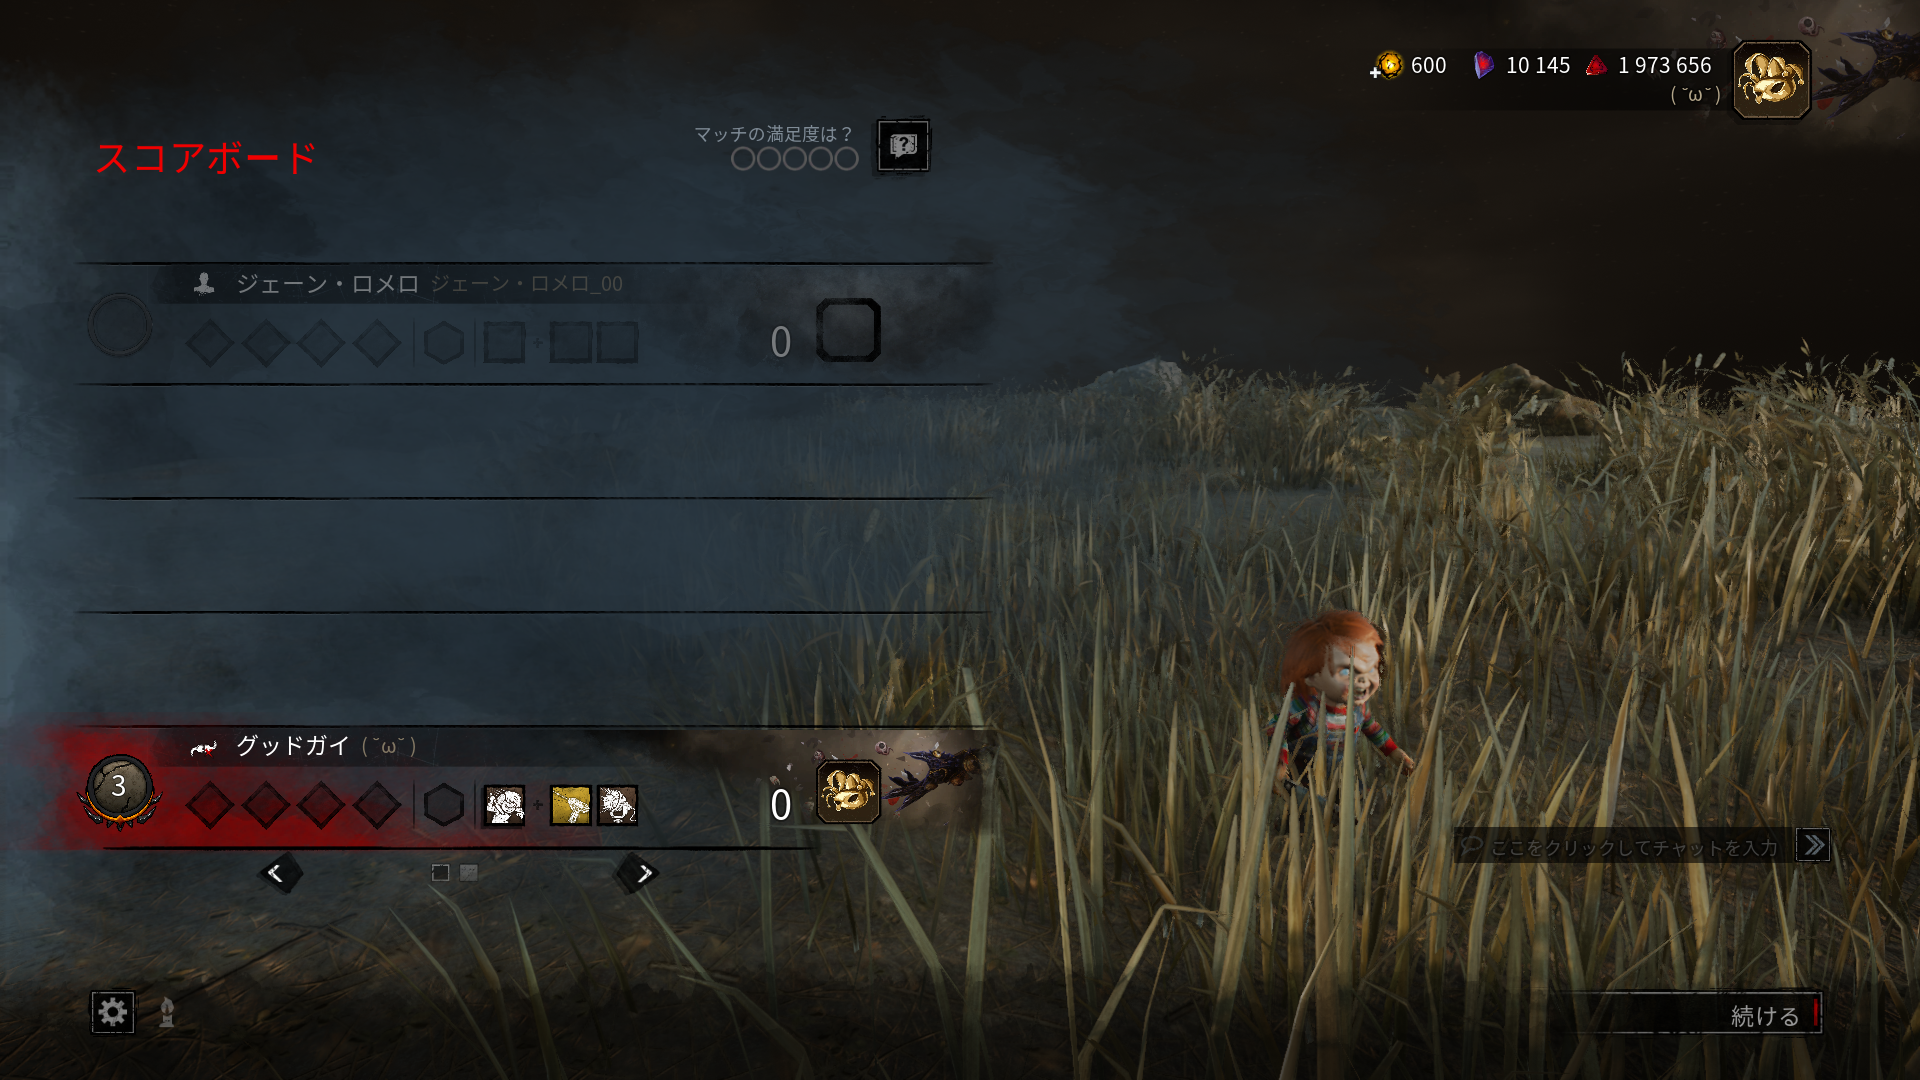 600 10 145 1 973 656
( ˘ω˘ )
マッチの満足度は？
スコアボード
ジェーン・ロメロ ジェーン・ロメロ_00
0
グッドガイ ( ˘ω˘ )
3
0
ここをクリックしてチャットを入力
続ける